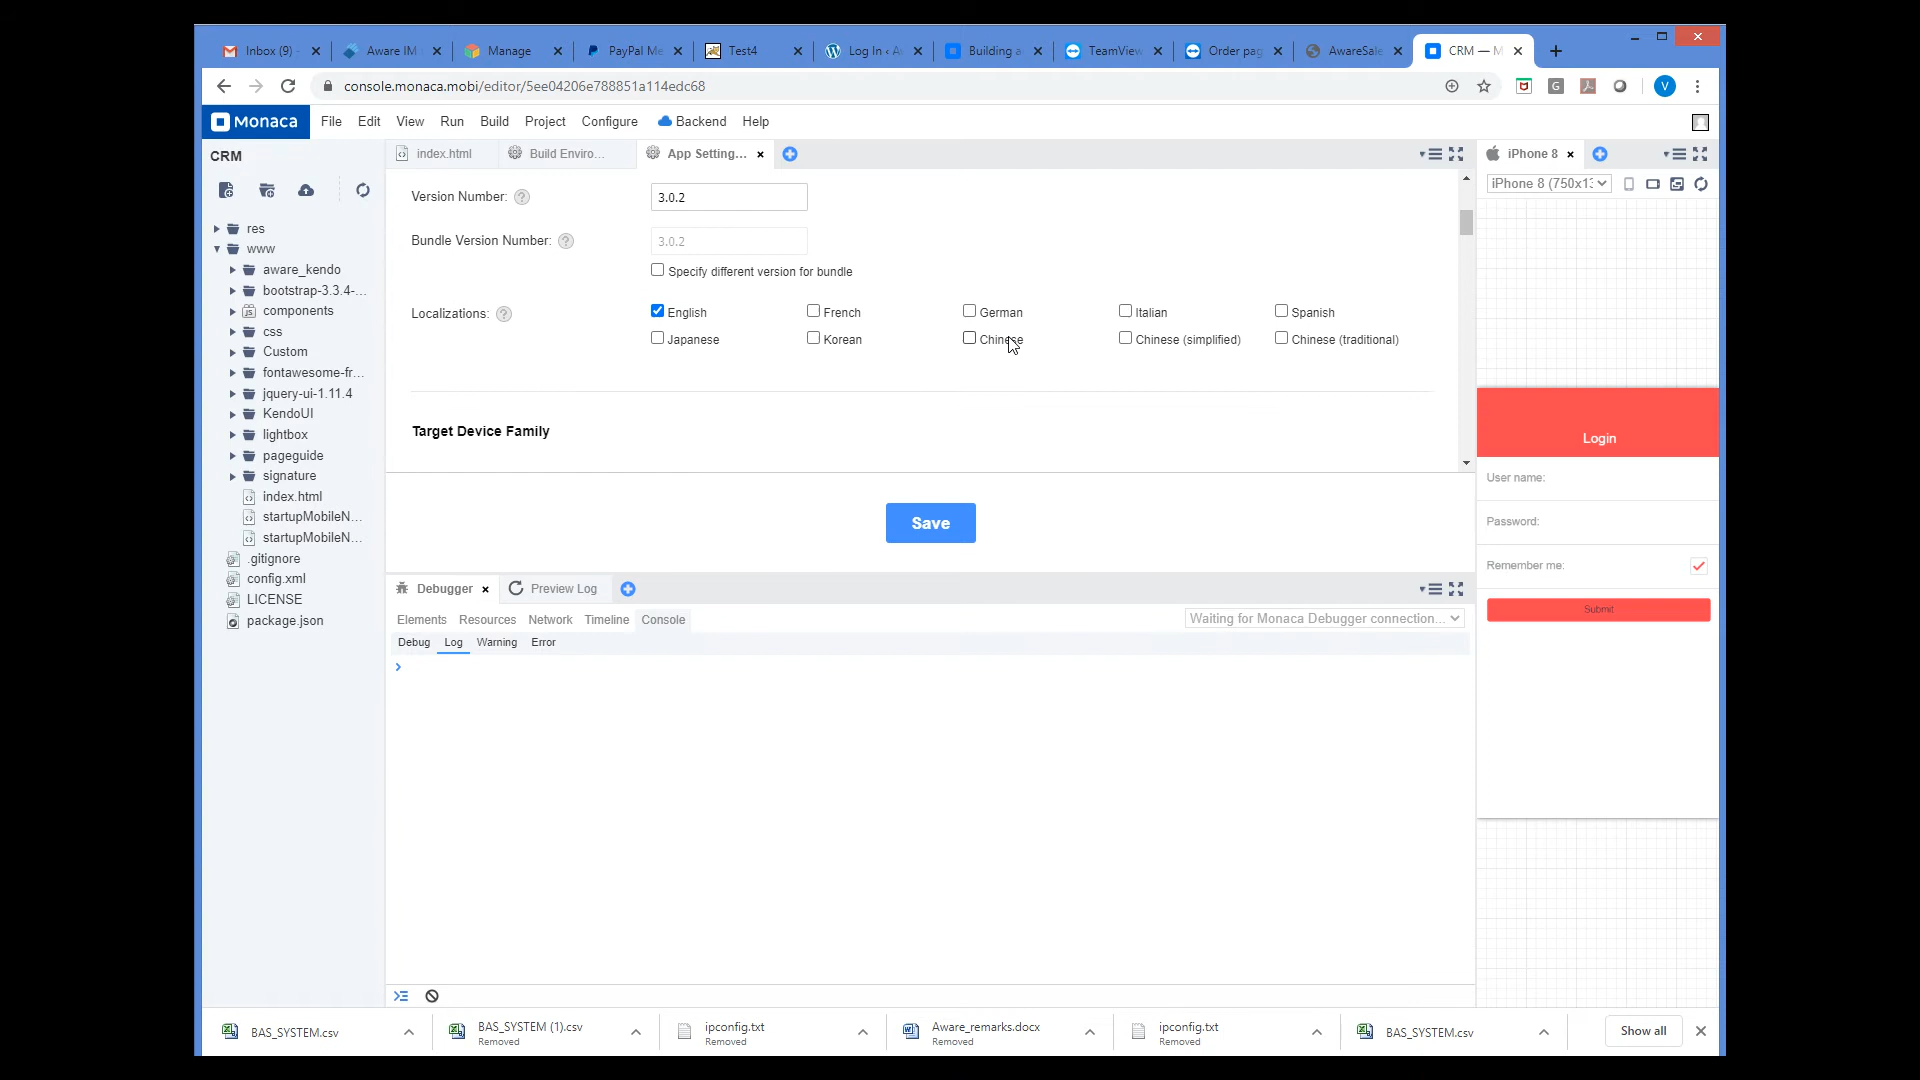 Inbox (9) -
Aware IM
Manage
PayPal Me
Test4
Log In ‹ A
Building a
TeamView
Order pag
AwareSale
CRM — M
console.monaca.mobi/editor/5ee04206e788851a114edc68
V
Monaca
File
Edit
View
Run
Build
Project
Configure
Backend
Help
CRM
index.html
Build Enviro...
App Setting...
iPhone 8
iPhone 8 (750x13
res
www
aware_kendo
bootstrap-3.3.4-...
components
css
Custom
fontawesome-fr...
jquery-ui-1.11.4
KendoUI
lightbox
pageguide
signature
index.html
startupMobileN...
startupMobileN...
.gitignore
config.xml
LICENSE
package.json
Version Number: ?
3.0.2
Bundle Version Number: ?
3.0.2
Specify different version for bundle
Localizations: ?
English
French
German
Italian
Spanish
Japanese
Korean
Chinese
Chinese (simplified)
Chinese (traditional)
Target Device Family
Save
Login
User name:
Password:
Remember me:
Submit
Debugger
Preview Log
Elements
Resources
Network
Timeline
Console
Waiting for Monaca Debugger connection...
Debug
Log
Warning
Error
BAS_SYSTEM.csv
BAS_SYSTEM (1).csv
Removed
ipconfig.txt
Removed
Aware_remarks.docx
Removed
ipconfig.txt
Removed
BAS_SYSTEM.csv
Show all